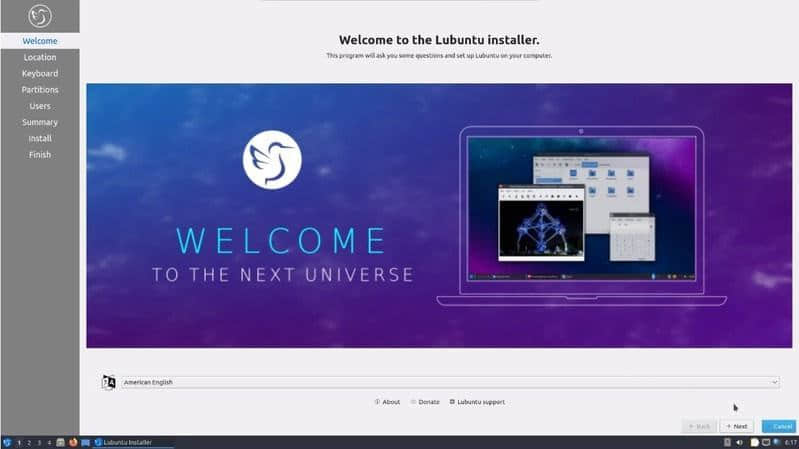 Welcome
Location
Keyboard
Partitions
Users
Summary
Install
Finish
Welcome to the Lubuntu installer.
This program will ask you some questions and set up Lubuntu on your computer.
WELCOME
TO THE NEXT UNIVERSE
American English
About
Donate
Lubuntu support
Back
Next
Cancel
1 2 3 4
Lubuntu Installer
6:17